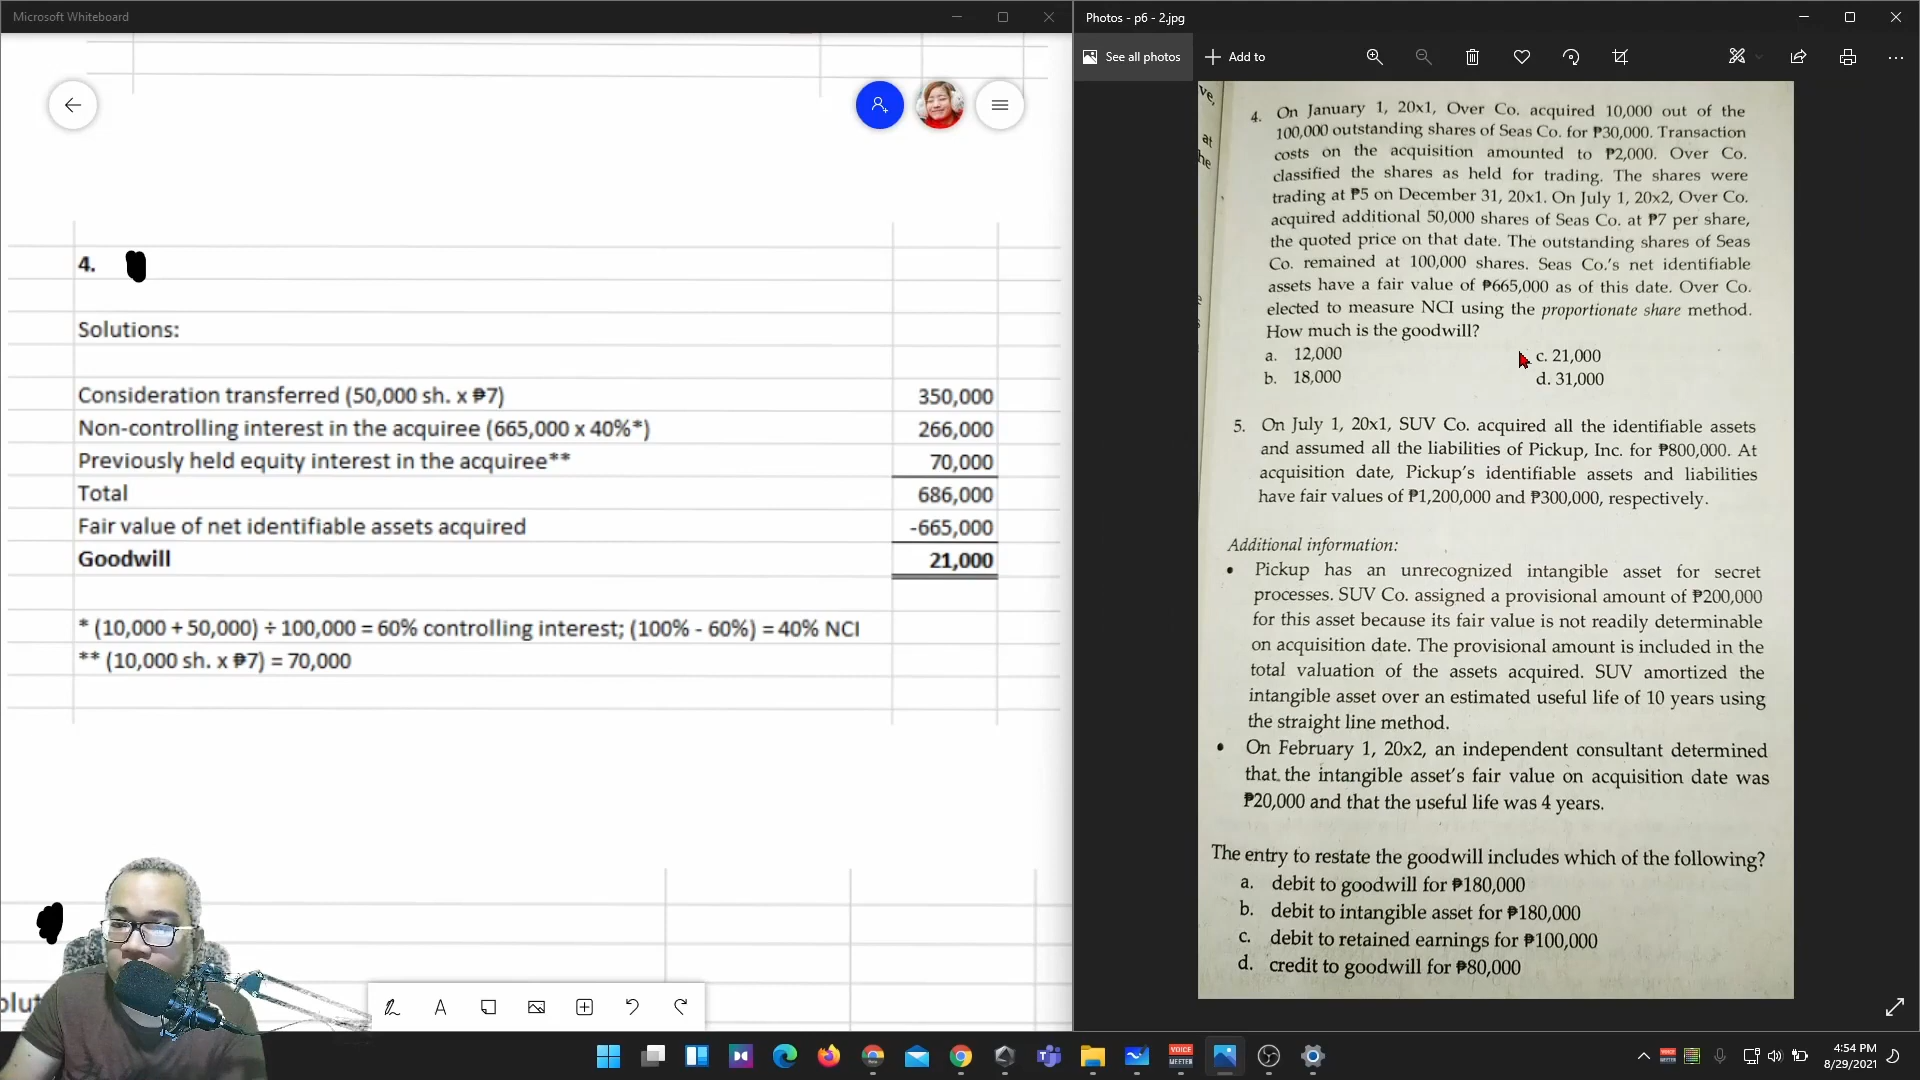 Microsoft Whiteboard
4.
Solutions:
Consideration transferred (50,000 sh. x ₱7) 350,000
Non-controlling interest in the acquiree (665,000 x 40%*) 266,000
Previously held equity interest in the acquiree** 70,000
Total 686,000
Fair value of net identifiable assets acquired -665,000
Goodwill 21,000
* (10,000 + 50,000) ÷ 100,000 = 60% controlling interest; (100% - 60%) = 40% NCI
** (10,000 sh. x ₱7) = 70,000
Photos - p6 - 2.jpg
See all photos
Add to
ve,
at
he
4. On January 1, 20x1, Over Co. acquired 10,000 out of the
100,000 outstanding shares of Seas Co. for ₱30,000. Transaction
costs on the acquisition amounted to ₱2,000. Over Co.
classified the shares as held for trading. The shares were
trading at ₱5 on December 31, 20x1. On July 1, 20x2, Over Co.
acquired additional 50,000 shares of Seas Co. at ₱7 per share,
the quoted price on that date. The outstanding shares of Seas
Co. remained at 100,000 shares. Seas Co.'s net identifiable
assets have a fair value of ₱665,000 as of this date. Over Co.
elected to measure NCI using the proportionate share method.
How much is the goodwill?
a. 12,000 c. 21,000
b. 18,000 d. 31,000
5. On July 1, 20x1, SUV Co. acquired all the identifiable assets
and assumed all the liabilities of Pickup, Inc. for ₱800,000. At
acquisition date, Pickup's identifiable assets and liabilities
have fair values of ₱1,200,000 and ₱300,000, respectively.
Additional information:
• Pickup has an unrecognized intangible asset for secret
processes. SUV Co. assigned a provisional amount of ₱200,000
for this asset because its fair value is not readily determinable
on acquisition date. The provisional amount is included in the
total valuation of the assets acquired. SUV amortized the
intangible asset over an estimated useful life of 10 years using
the straight line method.
• On February 1, 20x2, an independent consultant determined
that the intangible asset's fair value on acquisition date was
₱20,000 and that the useful life was 4 years.
The entry to restate the goodwill includes which of the following?
a. debit to goodwill for ₱180,000
b. debit to intangible asset for ₱180,000
c. debit to retained earnings for ₱100,000
d. credit to goodwill for ₱80,000
VOICE
MEETER
4:54 PM
8/29/2021